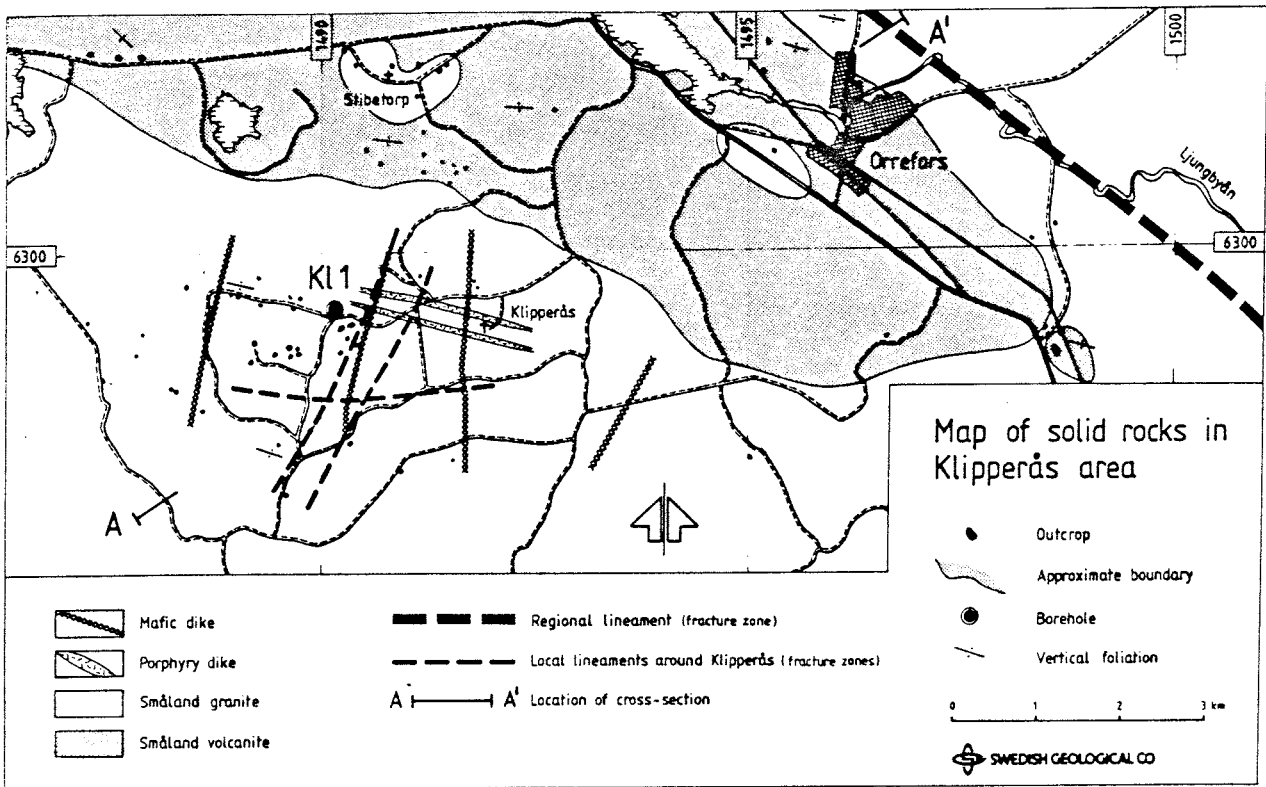 1490
1495
A'
1500
Stibetorp
Orrefors
Ljungbyån
6300
6300
Kl 1
Klipperås
A
Map of solid rocks in
Klipperås area
Outcrop
Approximate boundary
Borehole
Vertical foliation
0 1 2 3 km
SWEDISH GEOLOGICAL CO
Mafic dike
Porphyry dike
Småland granite
Småland volcanite
Regional lineament (fracture zone)
Local lineaments around Klipperås (fracture zones)
A A' Location of cross-section